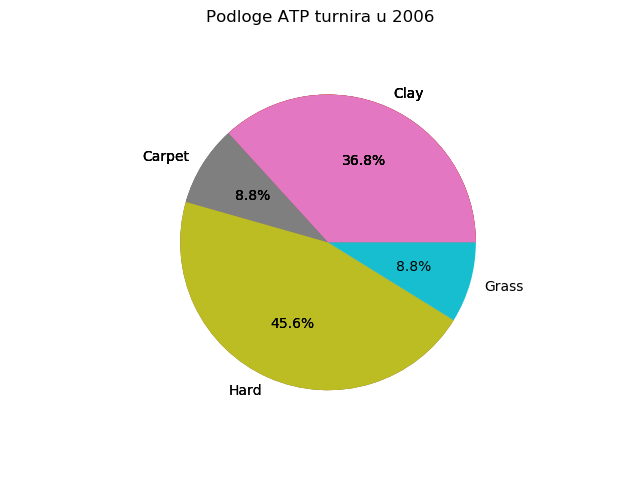 Podloge ATP turnira u 2006
Clay
36.8%
Carpet
8.8%
Hard
45.6%
Grass
8.8%